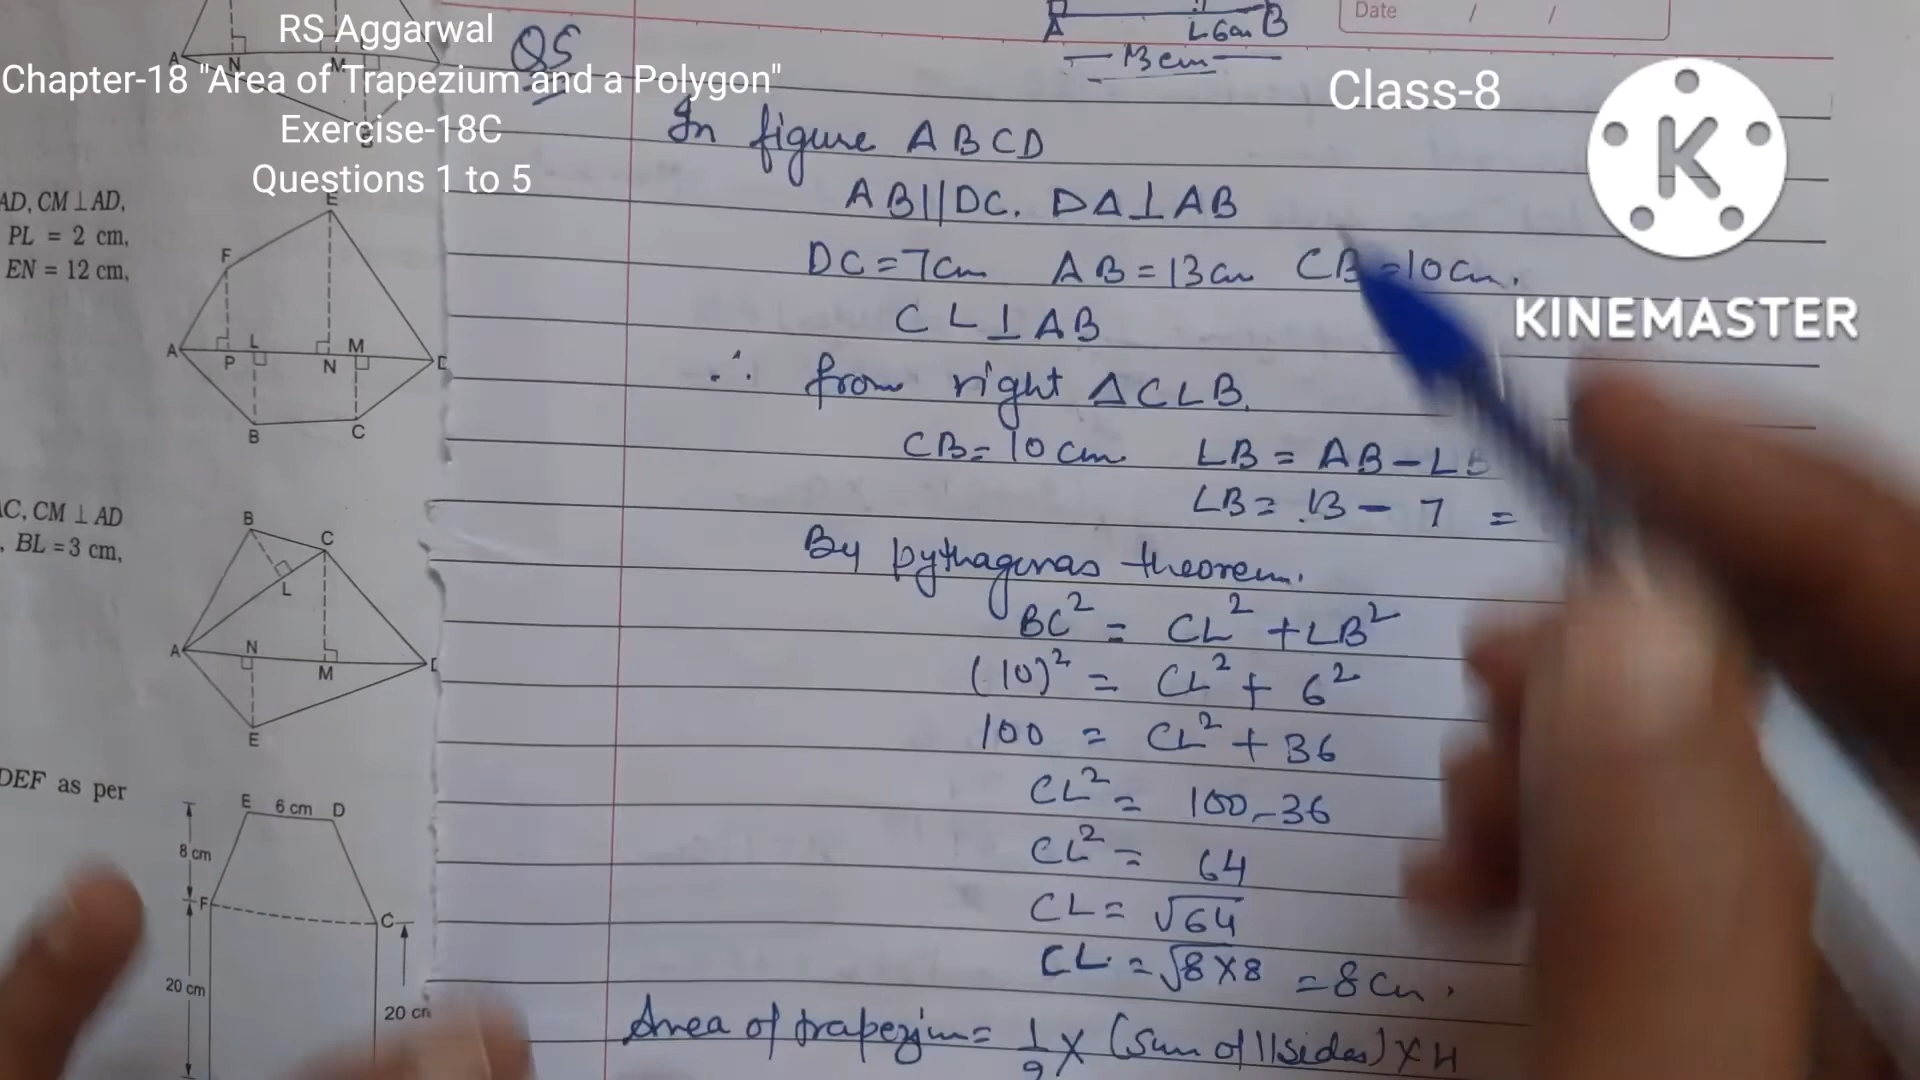 RS Aggarwal
Chapter-18 "Area of Trapezium and a Polygon"
Exercise-18C
Questions 1 to 5
Class-8
KINEMASTER
K
Date / /
A L 6cm B
13 cm
Q5
In figure ABCD
AB||DC. DA⊥AB
DC=7cm AB=13cm CB=10cm.
CL⊥AB
∴ from right ΔCLB.
CB=10cm LB=AB-L
LB=13-7=
By pythagoras theorem.
BC²=CL²+LB²
(10)²=CL²+6²
100=CL²+36
CL²=100-36
CL²=64
CL=√64
CL=√8×8=8cm.
Area of trapezium=1/2×(Sum of ||sides)×H
A N M
AD, CM ⊥ AD,
PL = 2 cm,
EN = 12 cm,
E
F
A P L N M
B C
C, CM ⊥ AD
, BL = 3 cm,
B C
L
A N M
E
DEF as per
E 6 cm D
8 cm
F C
20 cm 20 cm